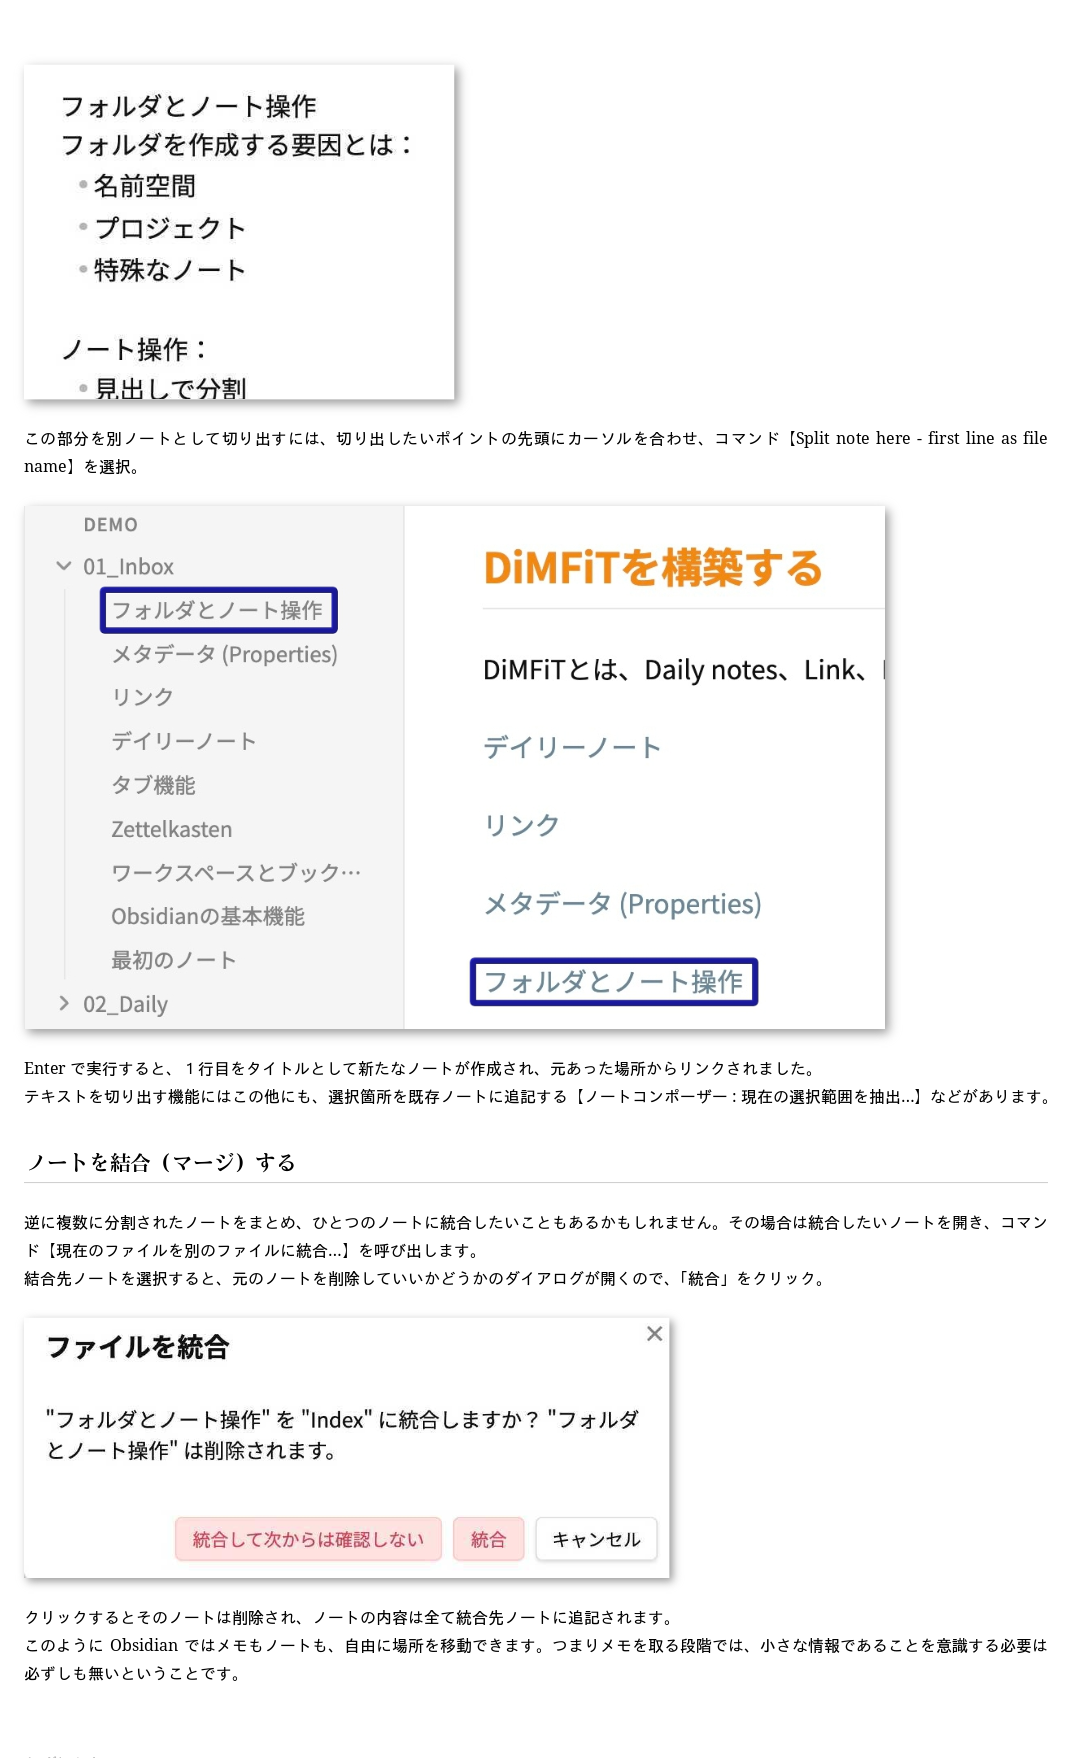 フォルダとノート操作
フォルダを作成する要因とは：
• 名前空間
• プロジェクト
• 特殊なノート
ノート操作：
• 見出しで分割
この部分を別ノートとして切り出すには、切り出したいポイントの先頭にカーソルを合わせ、コマンド【Split note here - first line as file
name】を選択。
DEMO
01_Inbox
フォルダとノート操作
メタデータ (Properties)
リンク
デイリーノート
タブ機能
Zettelkasten
ワークスペースとブック…
Obsidianの基本機能
最初のノート
02_Daily
DiMFiTを構築する
DiMFiTとは、Daily notes、Link、
デイリーノート
リンク
メタデータ (Properties)
フォルダとノート操作
Enter で実行すると、１行目をタイトルとして新たなノートが作成され、元あった場所からリンクされました。
テキストを切り出す機能にはこの他にも、選択箇所を既存ノートに追記する【ノートコンポーザー : 現在の選択範囲を抽出...】などがあります。
ノートを結合（マージ）する
逆に複数に分割されたノートをまとめ、ひとつのノートに統合したいこともあるかもしれません。その場合は統合したいノートを開き、コマン
ド【現在のファイルを別のファイルに統合...】を呼び出します。
結合先ノートを選択すると、元のノートを削除していいかどうかのダイアログが開くので、「統合」をクリック。
ファイルを統合
"フォルダとノート操作" を "Index" に統合しますか？ "フォルダ
とノート操作" は削除されます。
統合して次からは確認しない
統合
キャンセル
クリックするとそのノートは削除され、ノートの内容は全て統合先ノートに追記されます。
このように Obsidian ではメモもノートも、自由に場所を移動できます。つまりメモを取る段階では、小さな情報であることを意識する必要は
必ずしも無いということです。